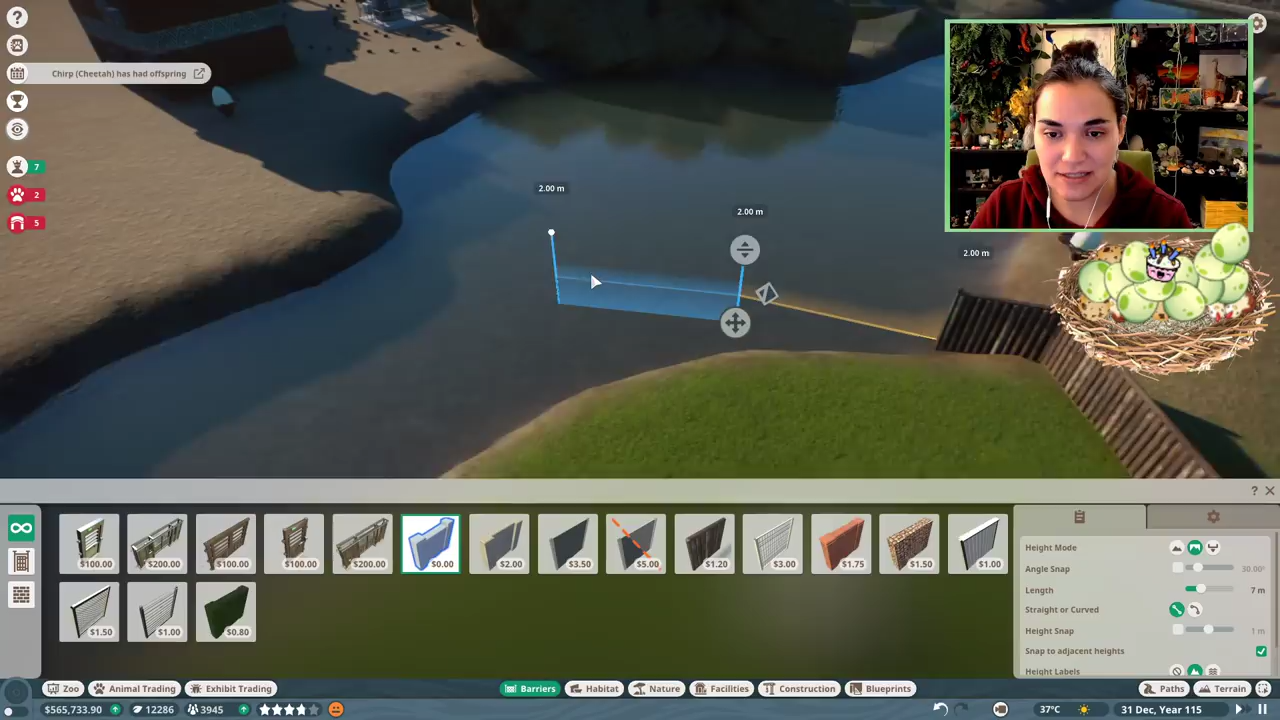 Chirp (Cheetah) has had offspring
7
2
5
2.00 m
2.00 m
2.00 m
$100.00
$200.00
$100.00
$100.00
$200.00
$0.00
$2.00
$3.50
$5.00
$1.20
$3.00
$1.75
$1.50
$1.00
$1.50
$1.00
$0.80
?
Height Mode
Angle Snap
30.00°
Length
7 m
Straight or Curved
Height Snap
1 m
Snap to adjacent heights
Height Labels
Zoo
Animal Trading
Exhibit Trading
Barriers
Habitat
Nature
Facilities
Construction
Blueprints
Paths
Terrain
$565,733.90
12286
3945
37°C
31 Dec, Year 115